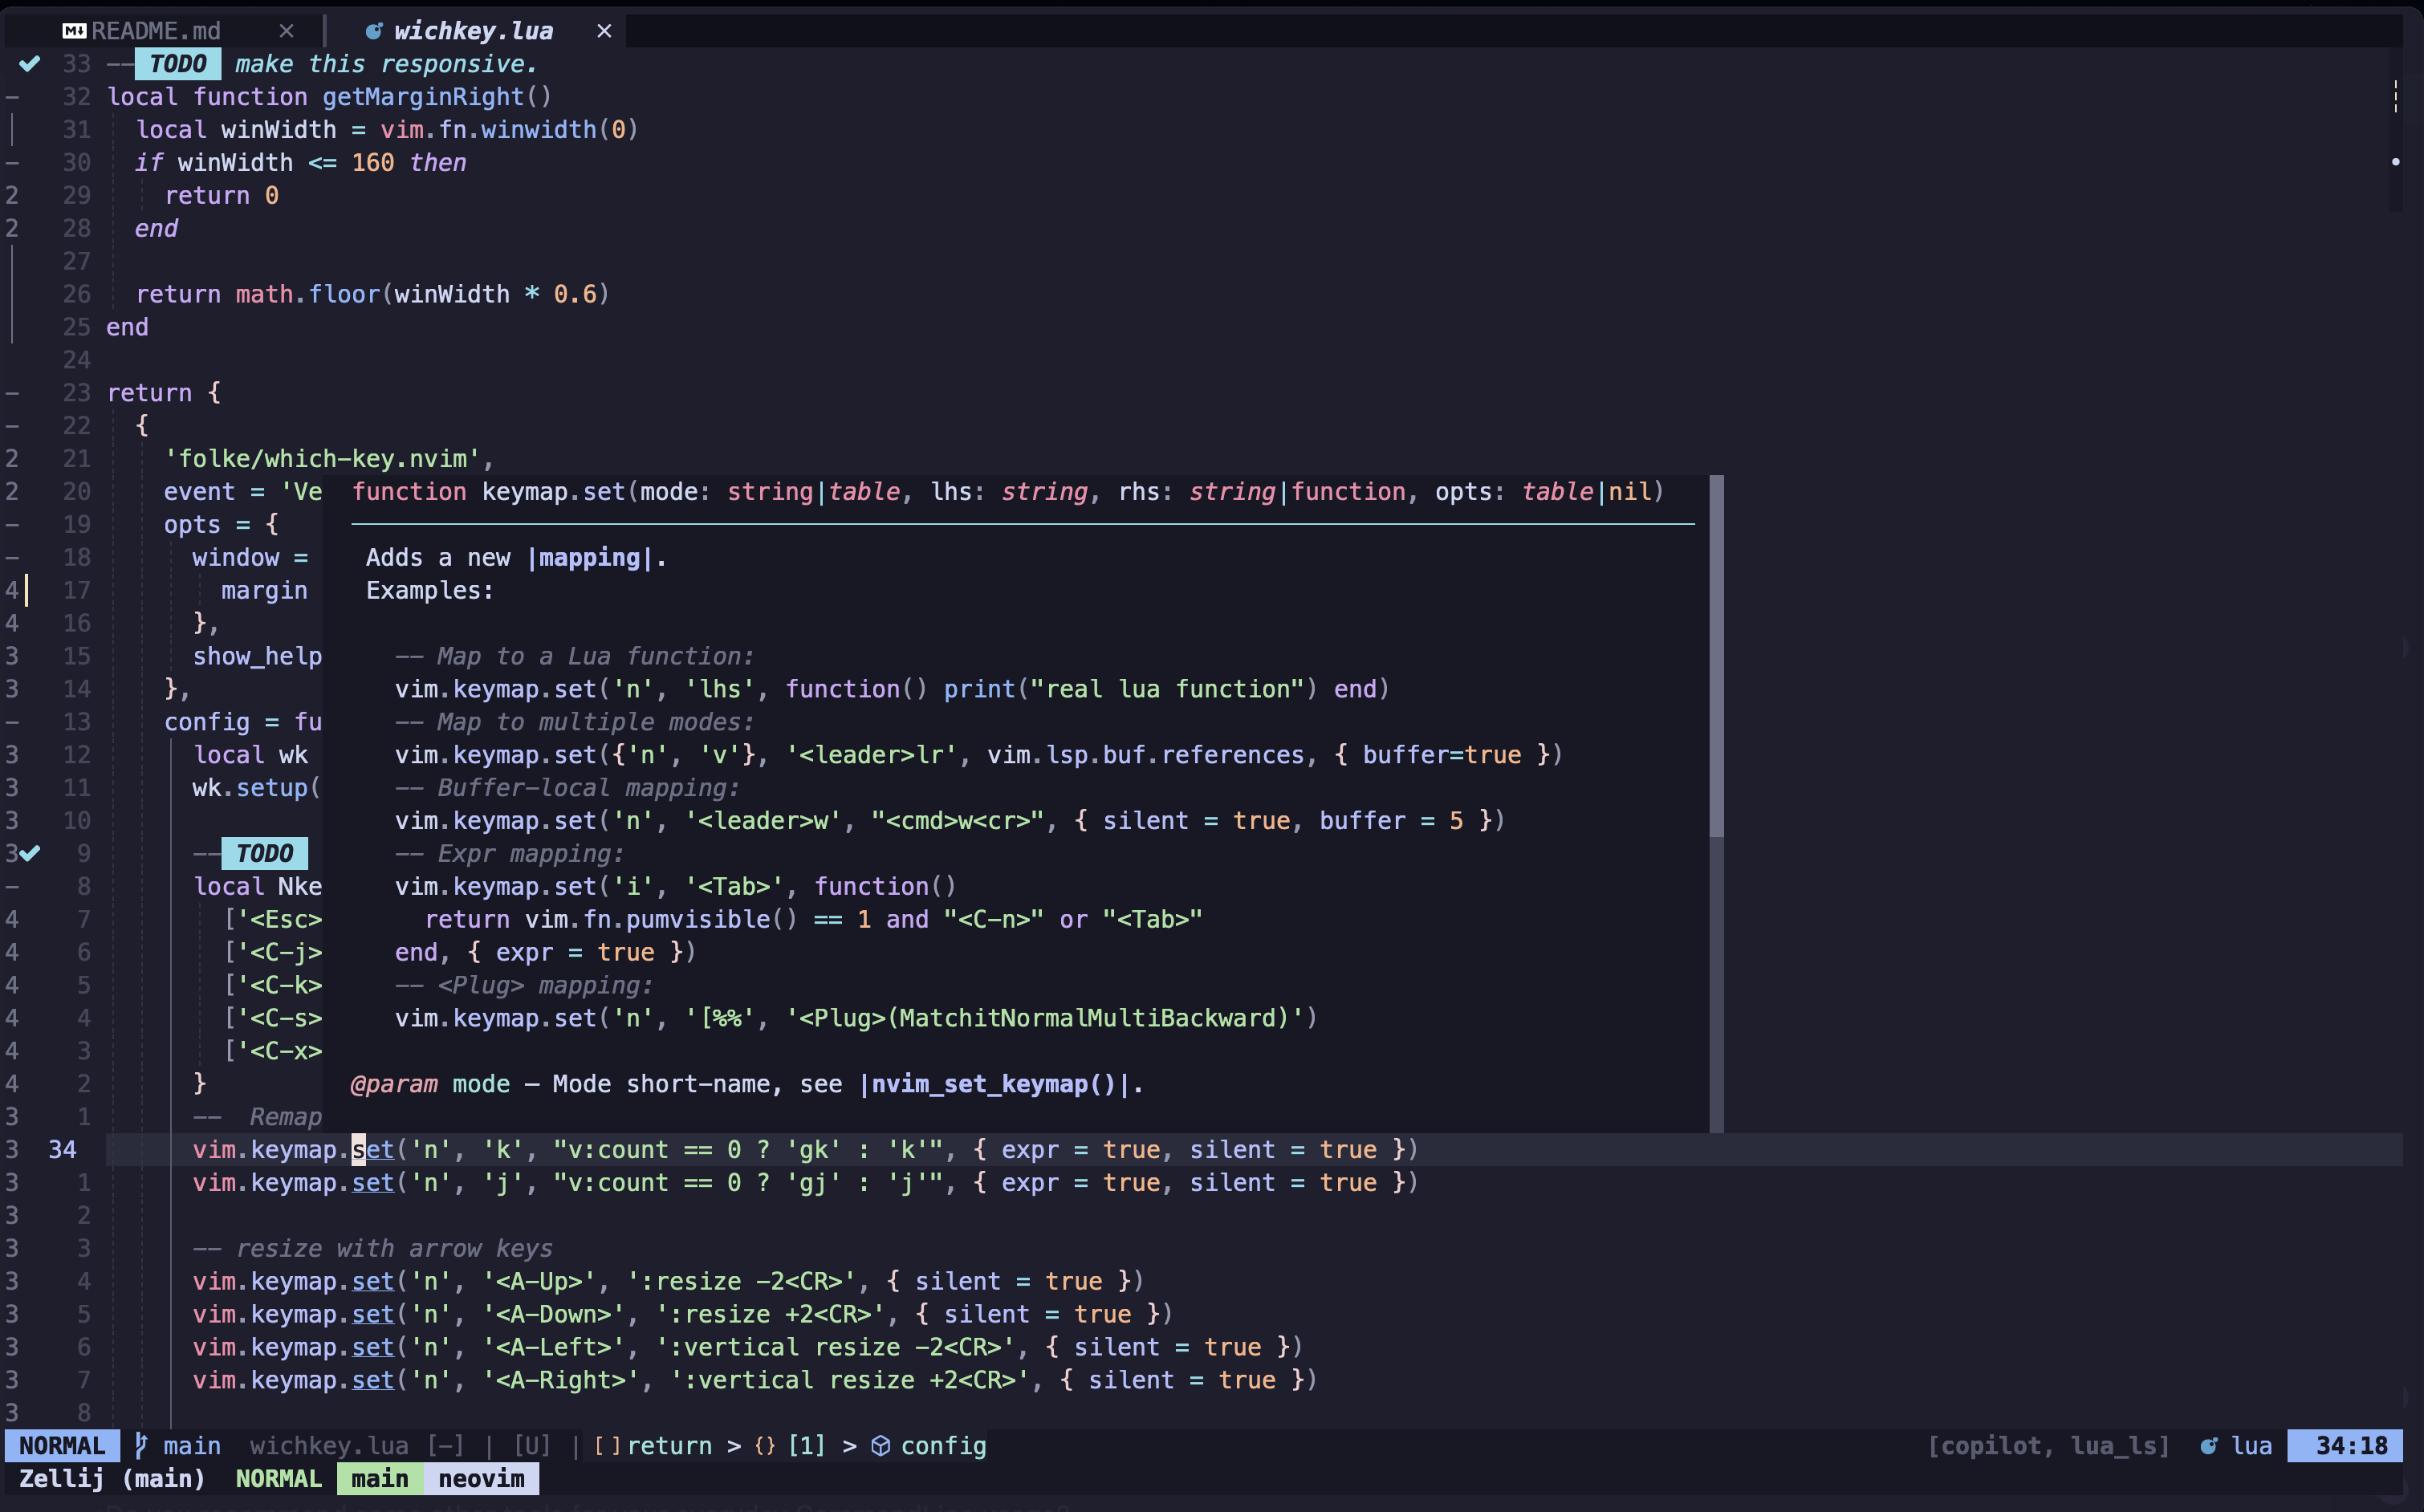 README.md × wichkey.lua ×
33 -- TODO make this responsive.
32 local function getMarginRight()
31 local winWidth = vim.fn.winwidth(0)
30 if winWidth <= 160 then
2 29 return 0
2 28 end
27
26 return math.floor(winWidth * 0.6)
25 end
24
23 return {
22 {
2 21 'folke/which-key.nvim',
2 20 event = 'Ve function keymap.set(mode: string|table, lhs: string, rhs: string|function, opts: table|nil)
19 opts = {
18 window = Adds a new |mapping|.
4 17 margin Examples:
4 16 },
3 15 show_help -- Map to a Lua function:
3 14 }, vim.keymap.set('n', 'lhs', function() print("real lua function") end)
13 config = fu -- Map to multiple modes:
3 12 local wk vim.keymap.set({'n', 'v'}, '<leader>lr', vim.lsp.buf.references, { buffer=true })
3 11 wk.setup( -- Buffer-local mapping:
3 10 vim.keymap.set('n', '<leader>w', "<cmd>w<cr>", { silent = true, buffer = 5 })
3 9 -- TODO -- Expr mapping:
8 local Nke vim.keymap.set('i', '<Tab>', function()
4 7 ['<Esc> return vim.fn.pumvisible() == 1 and "<C-n>" or "<Tab>"
4 6 ['<C-j> end, { expr = true })
4 5 ['<C-k> -- <Plug> mapping:
4 4 ['<C-s> vim.keymap.set('n', '[%%', '<Plug>(MatchitNormalMultiBackward)')
4 3 ['<C-x>
4 2 } @param mode — Mode short-name, see |nvim_set_keymap()|.
3 1 -- Remap
3 34 vim.keymap.set('n', 'k', "v:count == 0 ? 'gk' : 'k'", { expr = true, silent = true })
3 1 vim.keymap.set('n', 'j', "v:count == 0 ? 'gj' : 'j'", { expr = true, silent = true })
3 2
3 3 -- resize with arrow keys
3 4 vim.keymap.set('n', '<A-Up>', ':resize -2<CR>', { silent = true })
3 5 vim.keymap.set('n', '<A-Down>', ':resize +2<CR>', { silent = true })
3 6 vim.keymap.set('n', '<A-Left>', ':vertical resize -2<CR>', { silent = true })
3 7 vim.keymap.set('n', '<A-Right>', ':vertical resize +2<CR>', { silent = true })
3 8
NORMAL main wichkey.lua [-] | [U] | []return > {} [1] > config [copilot, lua_ls] lua 34:18
Zellij (main) NORMAL main neovim